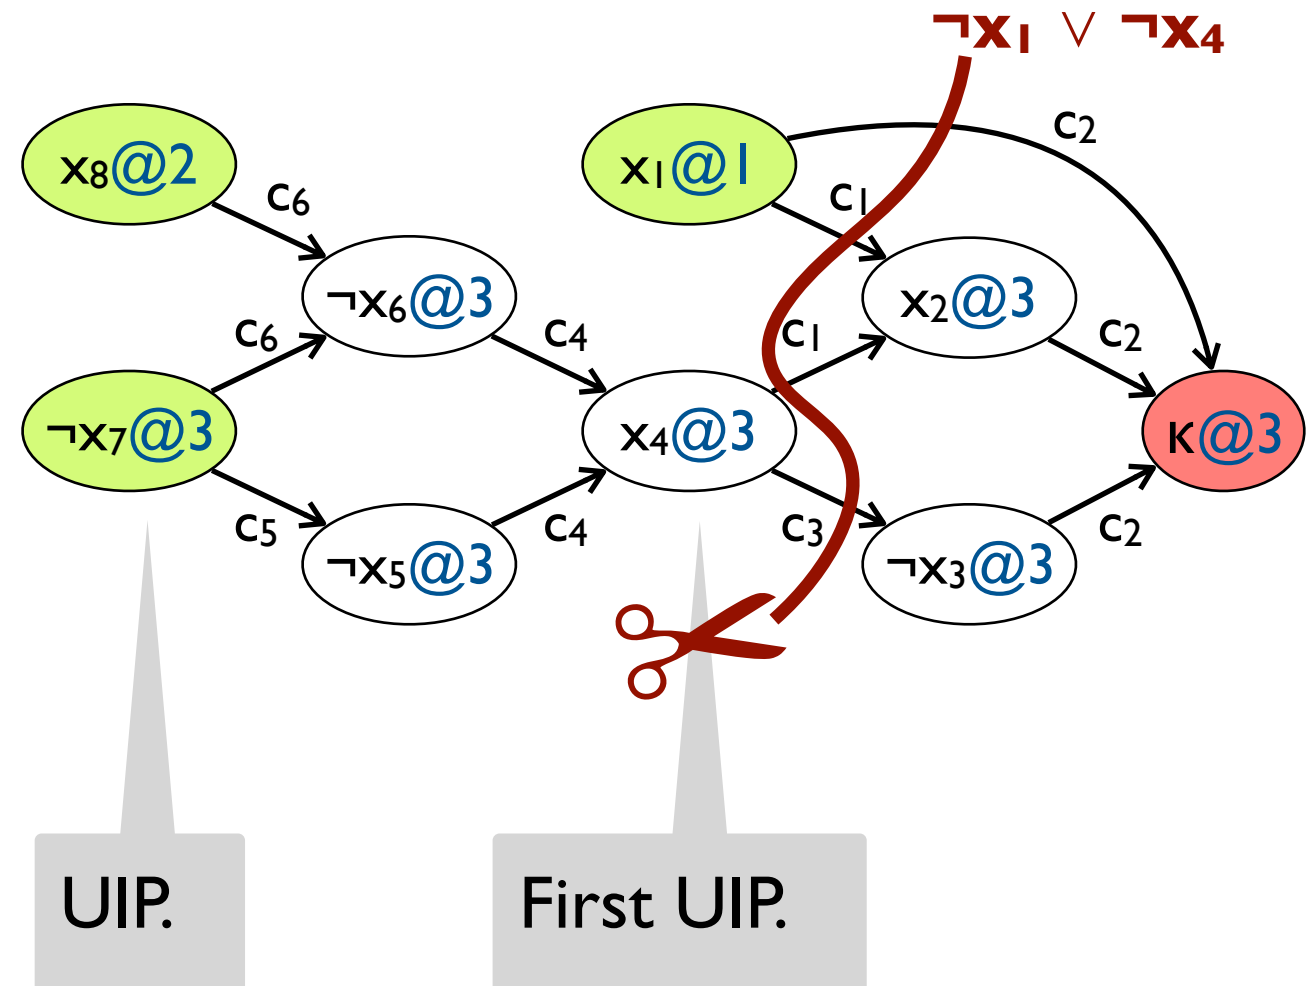 ¬x₁ ∨ ¬x₄
c₂
x₈@2
x₁@1
c₆
c₁
¬x₆@3
x₂@3
c₆
c₄
c₁
c₂
¬x₇@3
x₄@3
κ@3
c₅
c₄
c₃
c₂
¬x₅@3
¬x₃@3
UIP.
First UIP.